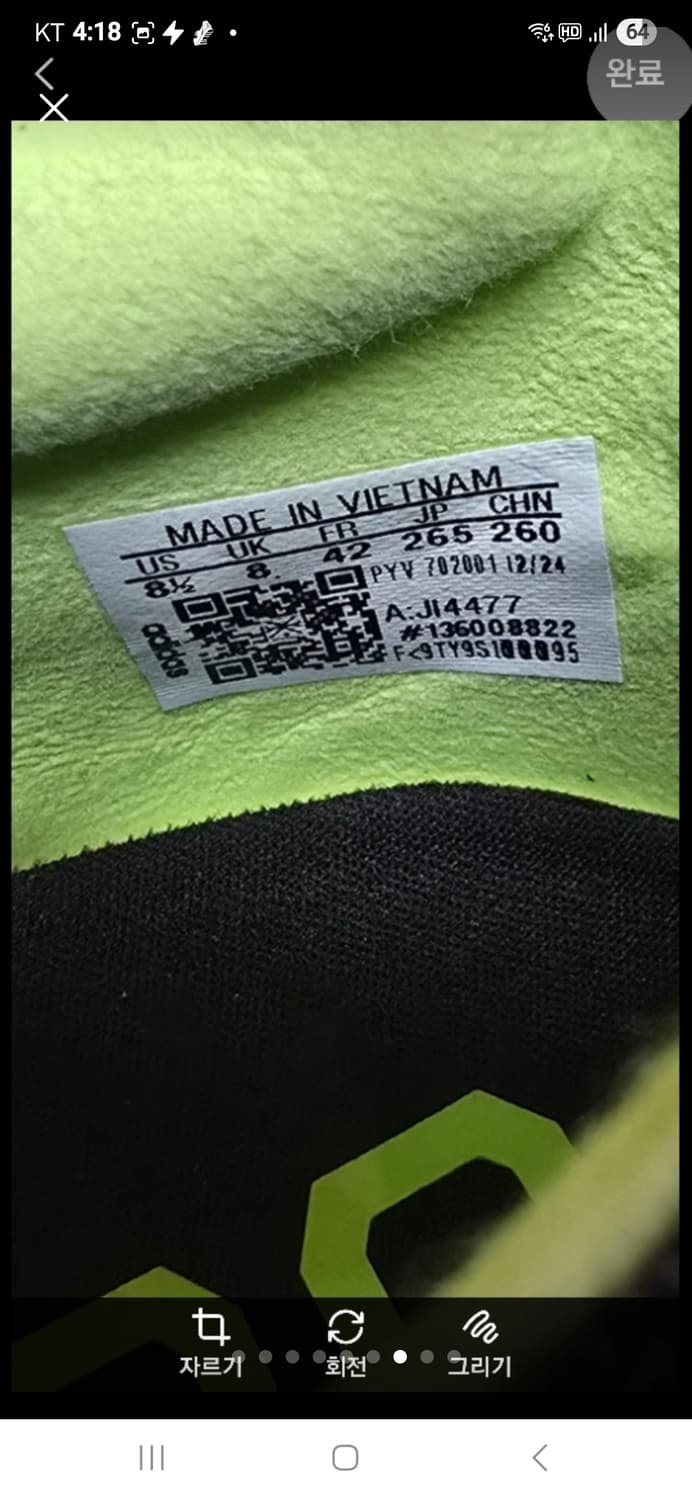 KT 4:18
HD 64
완료
MADE IN VIETNAM
US UK FR JP CHN
8½ 8 42 265 260
PYV 702001 12/24
A:JI4477
#136008822
adidas
자르기 회전 그리기